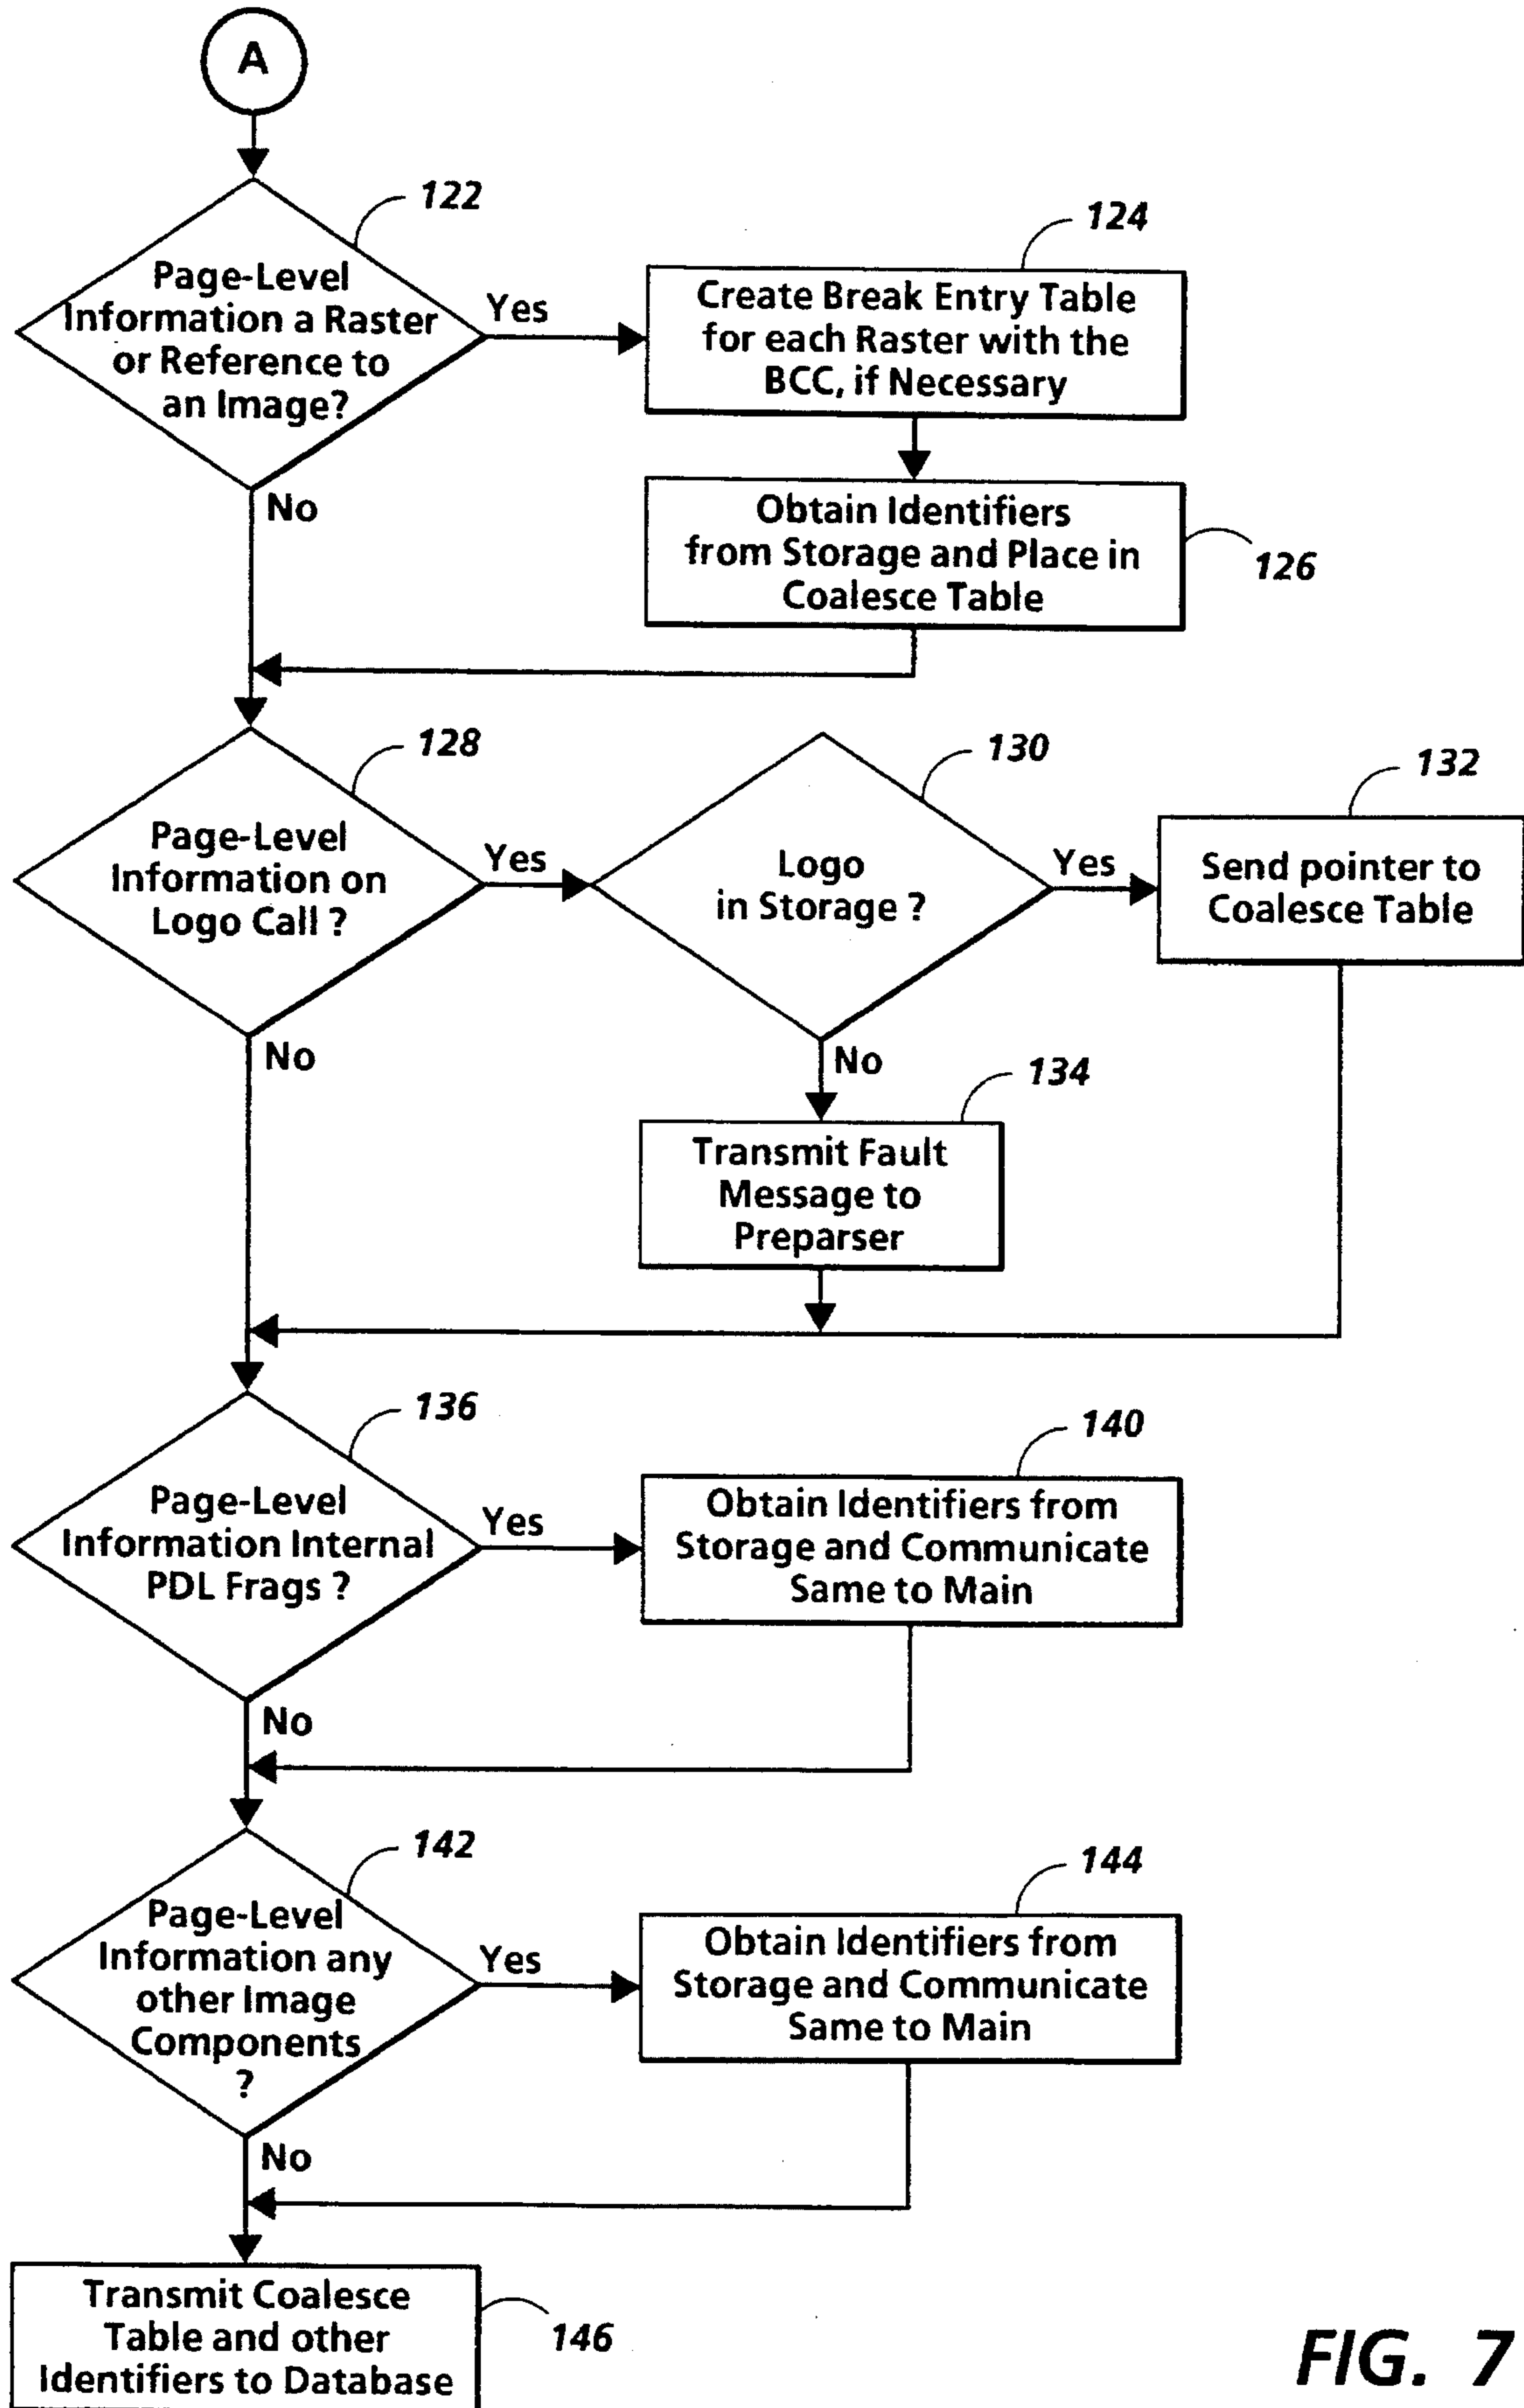 A
122
Page-Level
Information a Raster
or Reference to
an Image?
Yes
No
124
Create Break Entry Table
for each Raster with the
BCC, if Necessary
Obtain Identifiers
from Storage and Place in
Coalesce Table
126
128
Page-Level
Information on
Logo Call ?
Yes
No
130
Logo
in Storage ?
Yes
No
132
Send pointer to
Coalesce Table
134
Transmit Fault
Message to
Preparser
136
Page-Level
Information Internal
PDL Frags ?
Yes
No
140
Obtain Identifiers from
Storage and Communicate
Same to Main
142
Page-Level
Information any
other Image
Components
?
Yes
No
144
Obtain Identifiers from
Storage and Communicate
Same to Main
Transmit Coalesce
Table and other
Identifiers to Database
146
FIG. 7